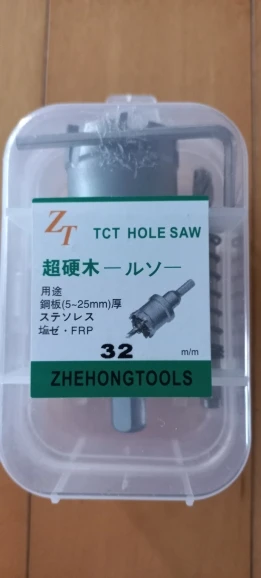 ZT TCT HOLE SAW
超硬木ールソー
用途
鋼板(5~25mm)厚
ステソレス
塩ゼ・FRP
32 m/m
ZHEHONGTOOLS